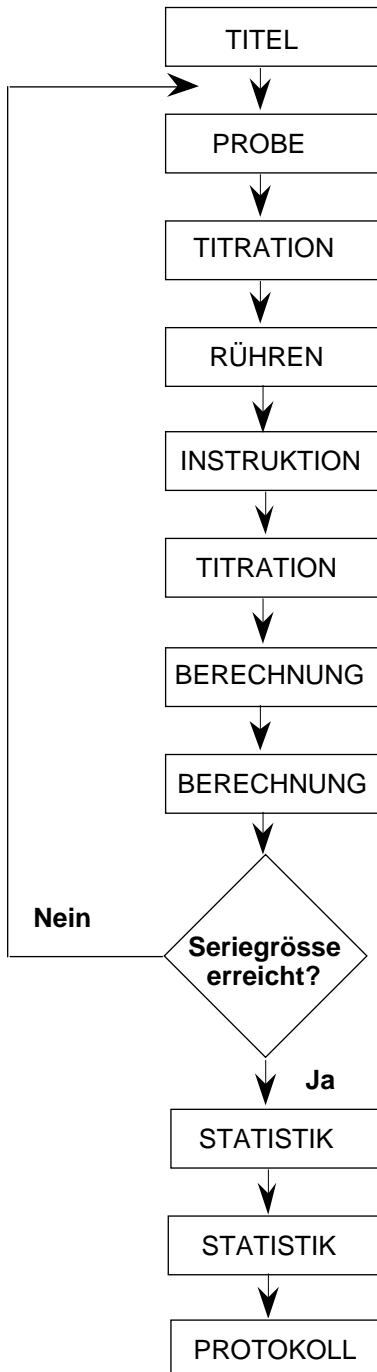 TITEL
PROBE
TITRATION
RÜHREN
INSTRUKTION
TITRATION
BERECHNUNG
BERECHNUNG
Nein
Seriegrösse
erreicht?
Ja
STATISTIK
STATISTIK
PROTOKOLL